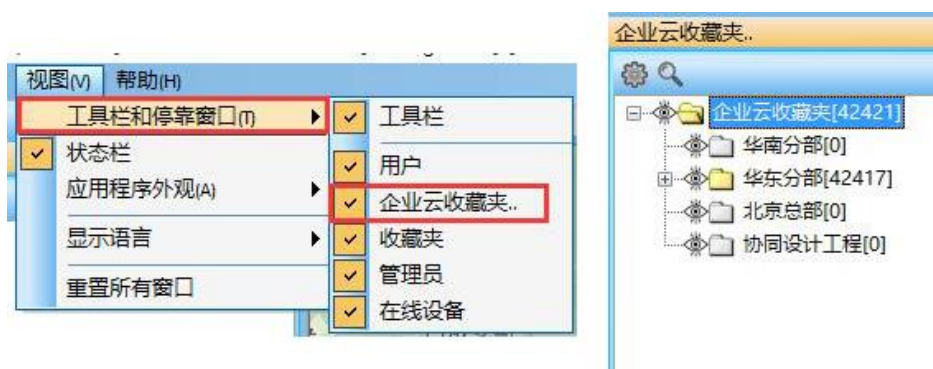 视图(V) 帮助(H)
工具栏和停靠窗口(T)
状态栏
应用程序外观(A)
显示语言
重置所有窗口
工具栏
用户
企业云收藏夹..
收藏夹
管理员
在线设备
企业云收藏夹..
企业云收藏夹[42421]
华南分部[0]
华东分部[42417]
北京总部[0]
协同设计工程[0]